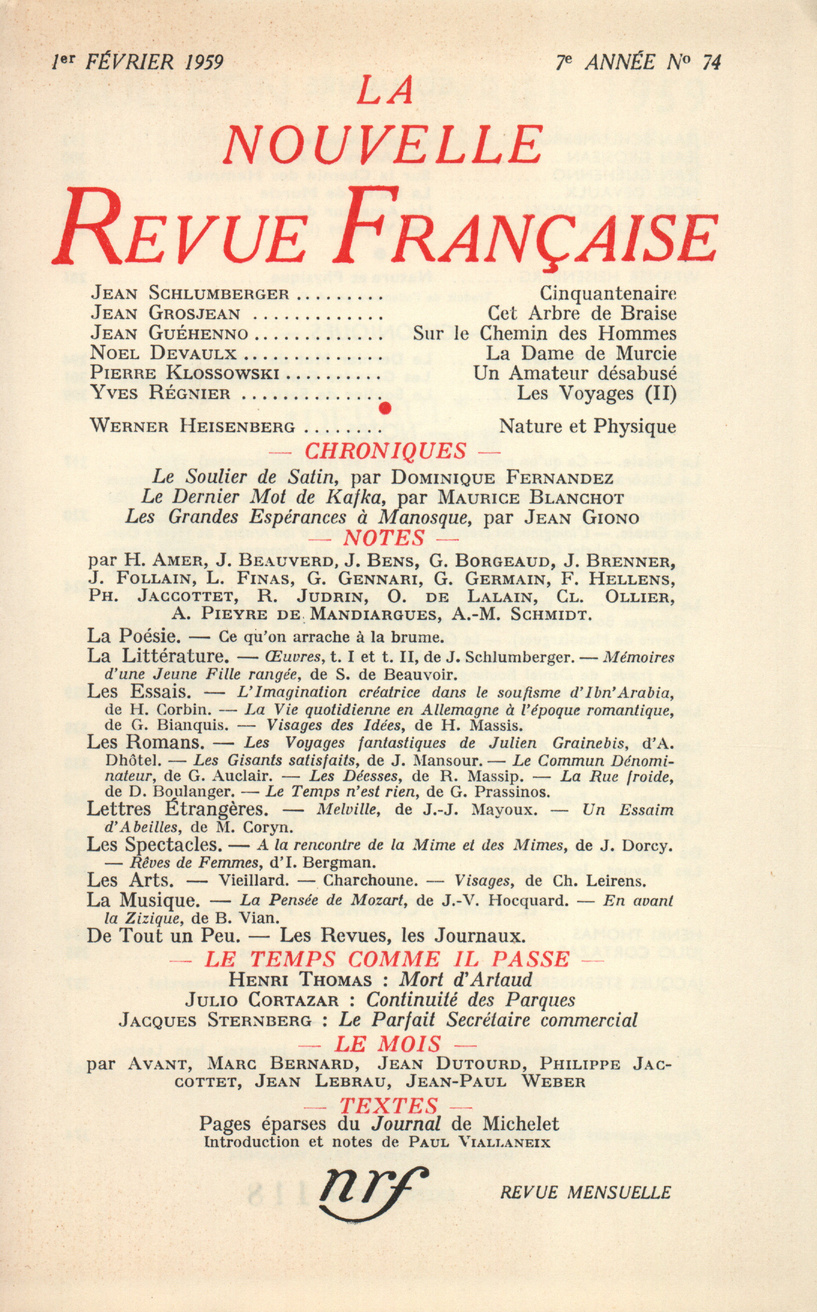 1er FÉVRIER 1959 7e ANNÉE No 74
LA
NOUVELLE
REVUE FRANÇAISE
JEAN SCHLUMBERGER ......... Cinquantenaire
JEAN GROSJEAN ............. Cet Arbre de Braise
JEAN GUÉHENNO ............. Sur le Chemin des Hommes
NOEL DEVAULX .............. La Dame de Murcie
PIERRE KLOSSOWSKI .......... Un Amateur désabusé
YVES RÉGNIER .............. Les Voyages (II)
WERNER HEISENBERG ........ Nature et Physique
— CHRONIQUES —
Le Soulier de Satin, par DOMINIQUE FERNANDEZ
Le Dernier Mot de Kafka, par MAURICE BLANCHOT
Les Grandes Espérances à Manosque, par JEAN GIONO
— NOTES —
par H. AMER, J. BEAUVERD, J. BENS, G. BORGEAUD, J. BRENNER,
J. FOLLAIN, L. FINAS, G. GENNARI, G. GERMAIN, F. HELLENS,
PH. JACCOTTET, R. JUDRIN, O. DE LALAIN, CL. OLLIER,
A. PIEYRE DE MANDIARGUES, A.-M. SCHMIDT.
La Poésie. — Ce qu'on arrache à la brume.
La Littérature. — Œuvres, t. I et t. II, de J. Schlumberger. — Mémoires
d'une Jeune Fille rangée, de S. de Beauvoir.
Les Essais. — L'Imagination créatrice dans le soufisme d'Ibn'Arabia,
de H. Corbin. — La Vie quotidienne en Allemagne à l'époque romantique,
de G. Bianquis. — Visages des Idées, de H. Massis.
Les Romans. — Les Voyages fantastiques de Julien Grainebis, d'A.
Dhôtel. — Les Gisants satisfaits, de J. Mansour. — Le Commun Dénomi-
nateur, de G. Auclair. — Les Déesses, de R. Massip. — La Rue froide,
de D. Boulanger. — Le Temps n'est rien, de G. Prassinos.
Lettres Étrangères. — Melville, de J.-J. Mayoux. — Un Essaim
d'Abeilles, de M. Coryn.
Les Spectacles. — A la rencontre de la Mime et des Mimes, de J. Dorcy.
— Rêves de Femmes, d'I. Bergman.
Les Arts. — Vieillard. — Charchoune. — Visages, de Ch. Leirens.
La Musique. — La Pensée de Mozart, de J.-V. Hocquard. — En avant
la Zizique, de B. Vian.
De Tout un Peu. — Les Revues, les Journaux.
— LE TEMPS COMME IL PASSE —
HENRI THOMAS : Mort d'Artaud
JULIO CORTAZAR : Continuité des Parques
JACQUES STERNBERG : Le Parfait Secrétaire commercial
— LE MOIS —
par AVANT, MARC BERNARD, JEAN DUTOURD, PHILIPPE JAC-
COTTET, JEAN LEBRAU, JEAN-PAUL WEBER
— TEXTES —
Pages éparses du Journal de Michelet
Introduction et notes de PAUL VIALLANEIX
nrf REVUE MENSUELLE